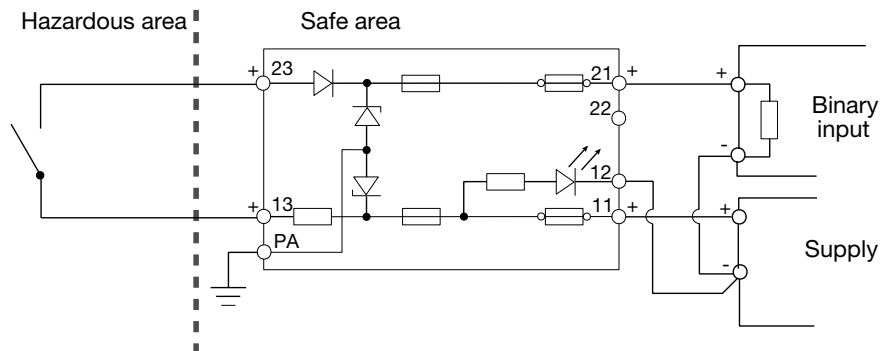 Hazardous area
Safe area
+ 23
21 +
22
+
Binary
input
-
12
+ 13
11 +
+
PA
Supply
-